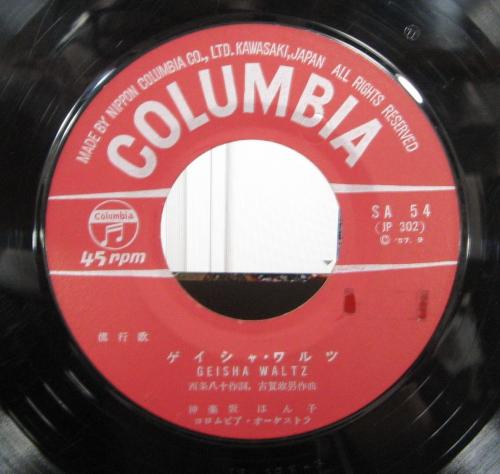 MADE BY NIPPON COLUMBIA CO., LTD. KAWASAKI, JAPAN ALL RIGHTS RESERVED
COLUMBIA
Columbia
45 rpm
SA 54
(JP 302)
© '57. 9
流行歌
ゲイシャ・ワルツ
GEISHA WALTZ
西条八十作詞, 古賀政男作曲
神楽坂はん子
コロムビア・オーケストラ